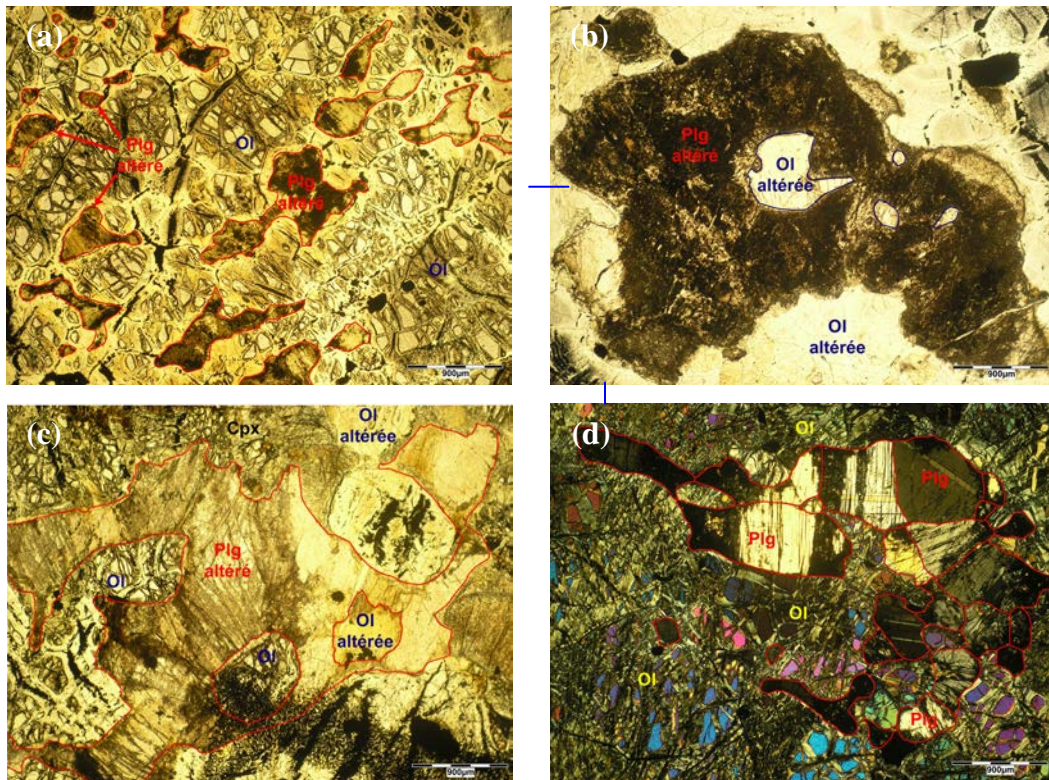 (a)
Plg
altéré
Ol
Plg
altéré
Ol
900µm
(b)
Plg
altéré
Ol
altérée
Ol
altérée
900µm
(c)
Cpx
Ol
altérée
Plg
altéré
Ol
Ol
altérée
Ol
900µm
(d)
Ol
Plg
Plg
Ol
Ol
Plg
900µm